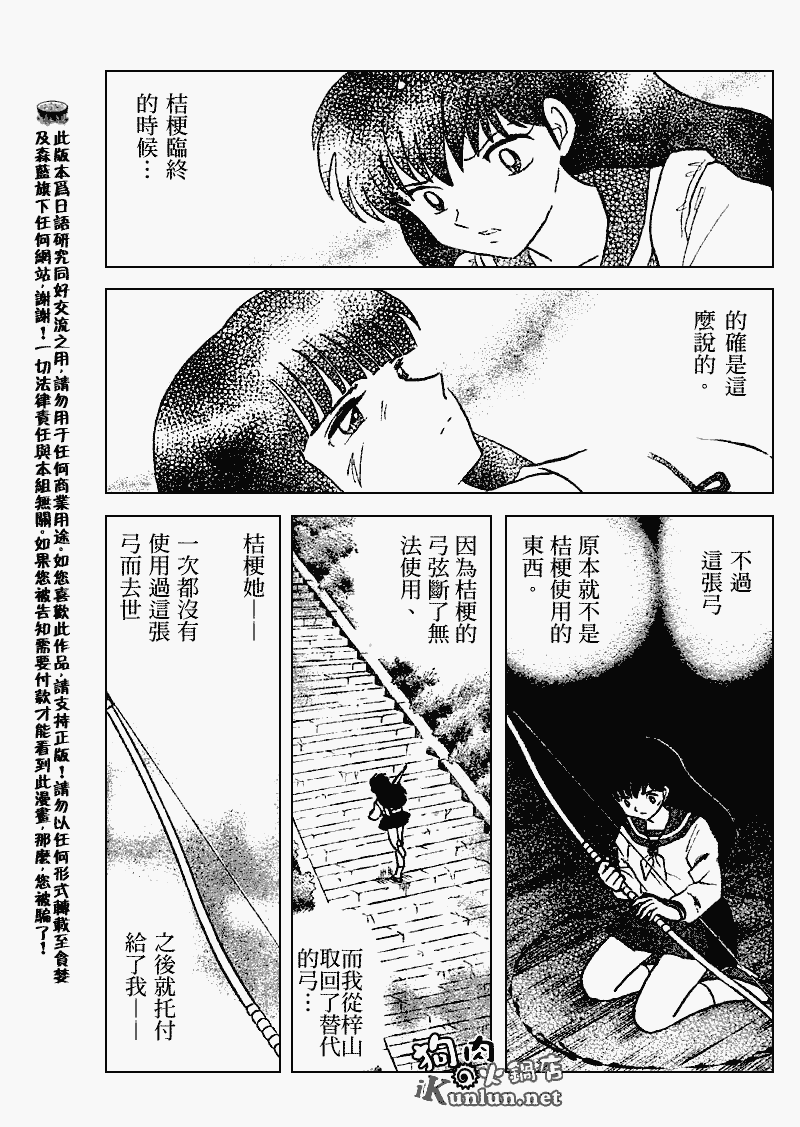 桔梗臨終
的時候…
的確是這
麼說的。
不過
這張弓
原本就不是
桔梗使用的
東西。
因為桔梗的
弓弦斷了無
法使用、
而我從梓山
取回了替代
的弓…
桔梗她——
一次都沒有
使用過這張
弓而去世
之後就托付
給了我——
此版本爲日語研究同好交流之用，請勿用于任何商業用途。如您喜歡此作品，請支持正版！請勿以任何形式轉載至貪婪
及森藍旗下任何網站，謝謝！一切法律責任與本組無關。如果您被告知需要付款才能看到此漫畫，那麼，您被騙了！
狗肉
火鍋店
iKunlun.net